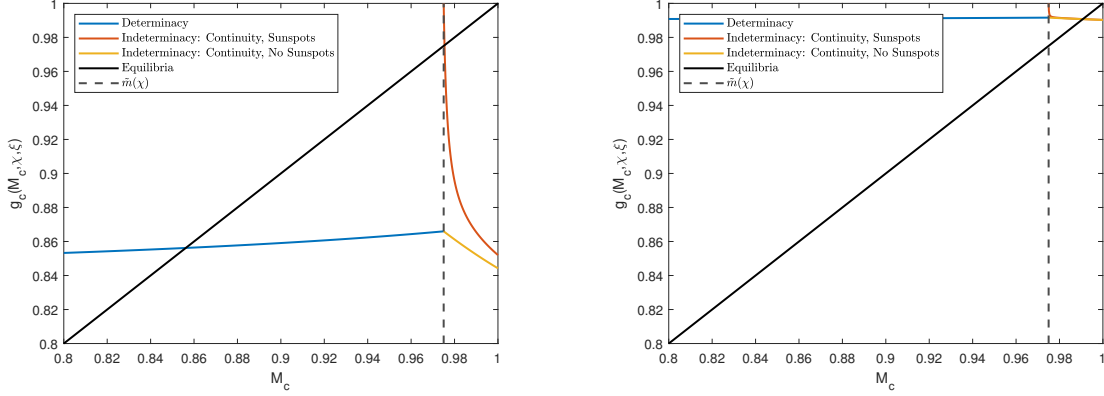 1
0.98
0.96
0.94
0.92
0.9
0.88
0.86
0.84
0.82
0.8
g_c(M_c,χ,ξ)
Determinacy
Indeterminacy: Continuity, Sunspots
Indeterminacy: Continuity, No Sunspots
Equilibria
m̃(χ)
0.8 0.82 0.84 0.86 0.88 0.9 0.92 0.94 0.96 0.98 1
M_c
1
0.98
0.96
0.94
0.92
0.9
0.88
0.86
0.84
0.82
0.8
g_c(M_c,χ,ξ)
Determinacy
Indeterminacy: Continuity, Sunspots
Indeterminacy: Continuity, No Sunspots
Equilibria
m̃(χ)
0.8 0.82 0.84 0.86 0.88 0.9 0.92 0.94 0.96 0.98 1
M_c